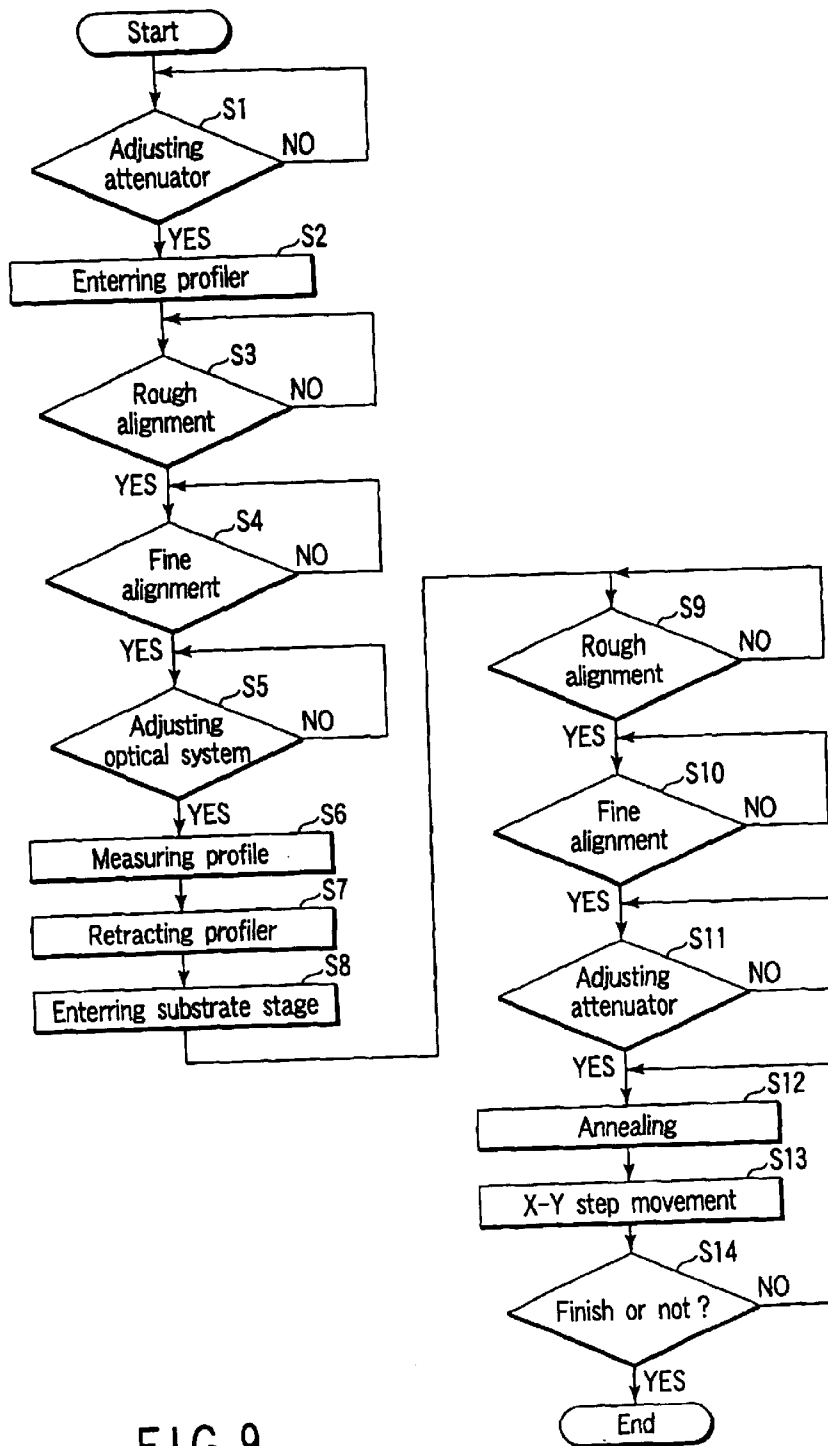 Start
S1
Adjusting
attenuator
NO
YES
S2
Enterring profiler
S3
Rough
alignment
NO
YES
S4
Fine
alignment
NO
YES
S5
Adjusting
optical system
NO
YES
S6
Measuring profile
S7
Retracting profiler
S8
Enterring substrate stage
S9
Rough
alignment
NO
YES
S10
Fine
alignment
NO
YES
S11
Adjusting
attenuator
NO
YES
S12
Annealing
S13
X-Y step movement
S14
Finish or not?
NO
YES
End
FIG. 9